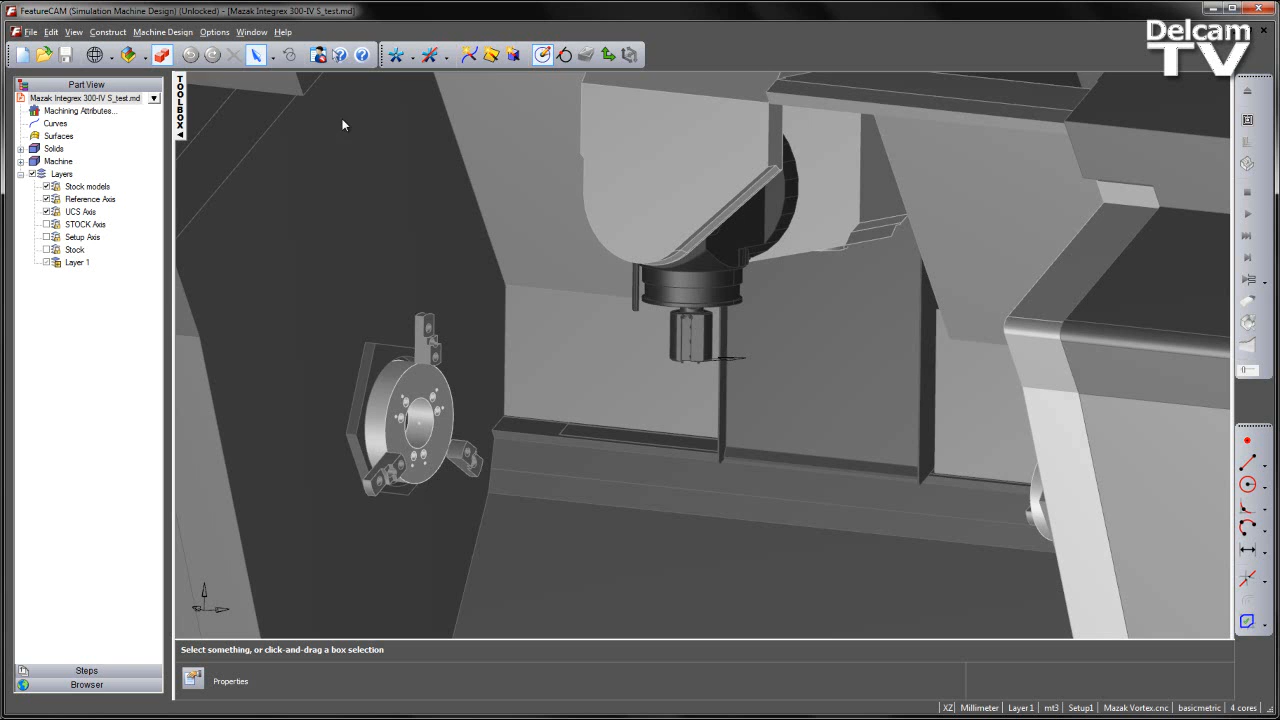 FeatureCAM (Simulation Machine Design) (Unlocked) - [Mazak Integrex 300-IV S_test.md]
File Edit View Construct Machine Design Options Window Help
Delcam
TV
Part View
Mazak Integrex 300-IV S_test.md
Machining Attributes...
Curves
Surfaces
Solids
Machine
Layers
Stock models
Reference Axis
UCS Axis
STOCK Axis
Setup Axis
Stock
Layer 1
TOOLBOX
Steps
Browser
Select something, or click-and-drag a box selection
Properties
XZ Millimeter Layer1 mt3 Setup1 Mazak Vortex.cnc basicmetric 4 cores